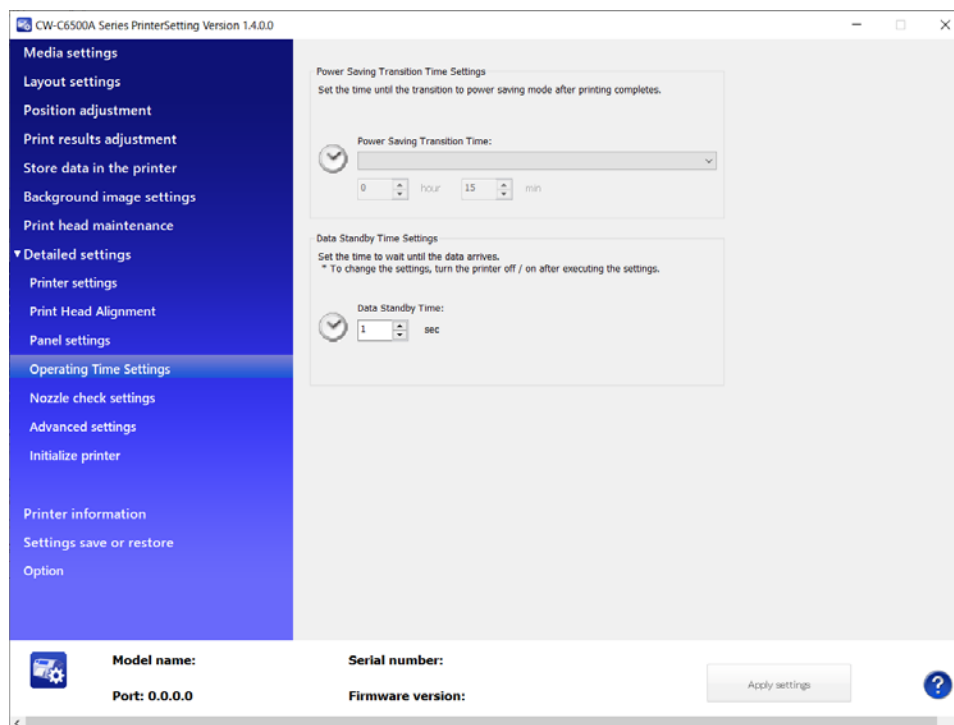 CW-C6500A Series PrinterSetting Version 1.4.0.0
Media settings
Layout settings
Position adjustment
Print results adjustment
Store data in the printer
Background image settings
Print head maintenance
Detailed settings
Printer settings
Print Head Alignment
Panel settings
Operating Time Settings
Nozzle check settings
Advanced settings
Initialize printer
Printer information
Settings save or restore
Option
Power Saving Transition Time Settings
Set the time until the transition to power saving mode after printing completes.
Power Saving Transition Time:
0 hour 15 min
Data Standby Time Settings
Set the time to wait until the data arrives.
* To change the settings, turn the printer off / on after executing the settings.
Data Standby Time:
1 sec
Model name:
Serial number:
Port: 0.0.0.0
Firmware version:
Apply settings
?